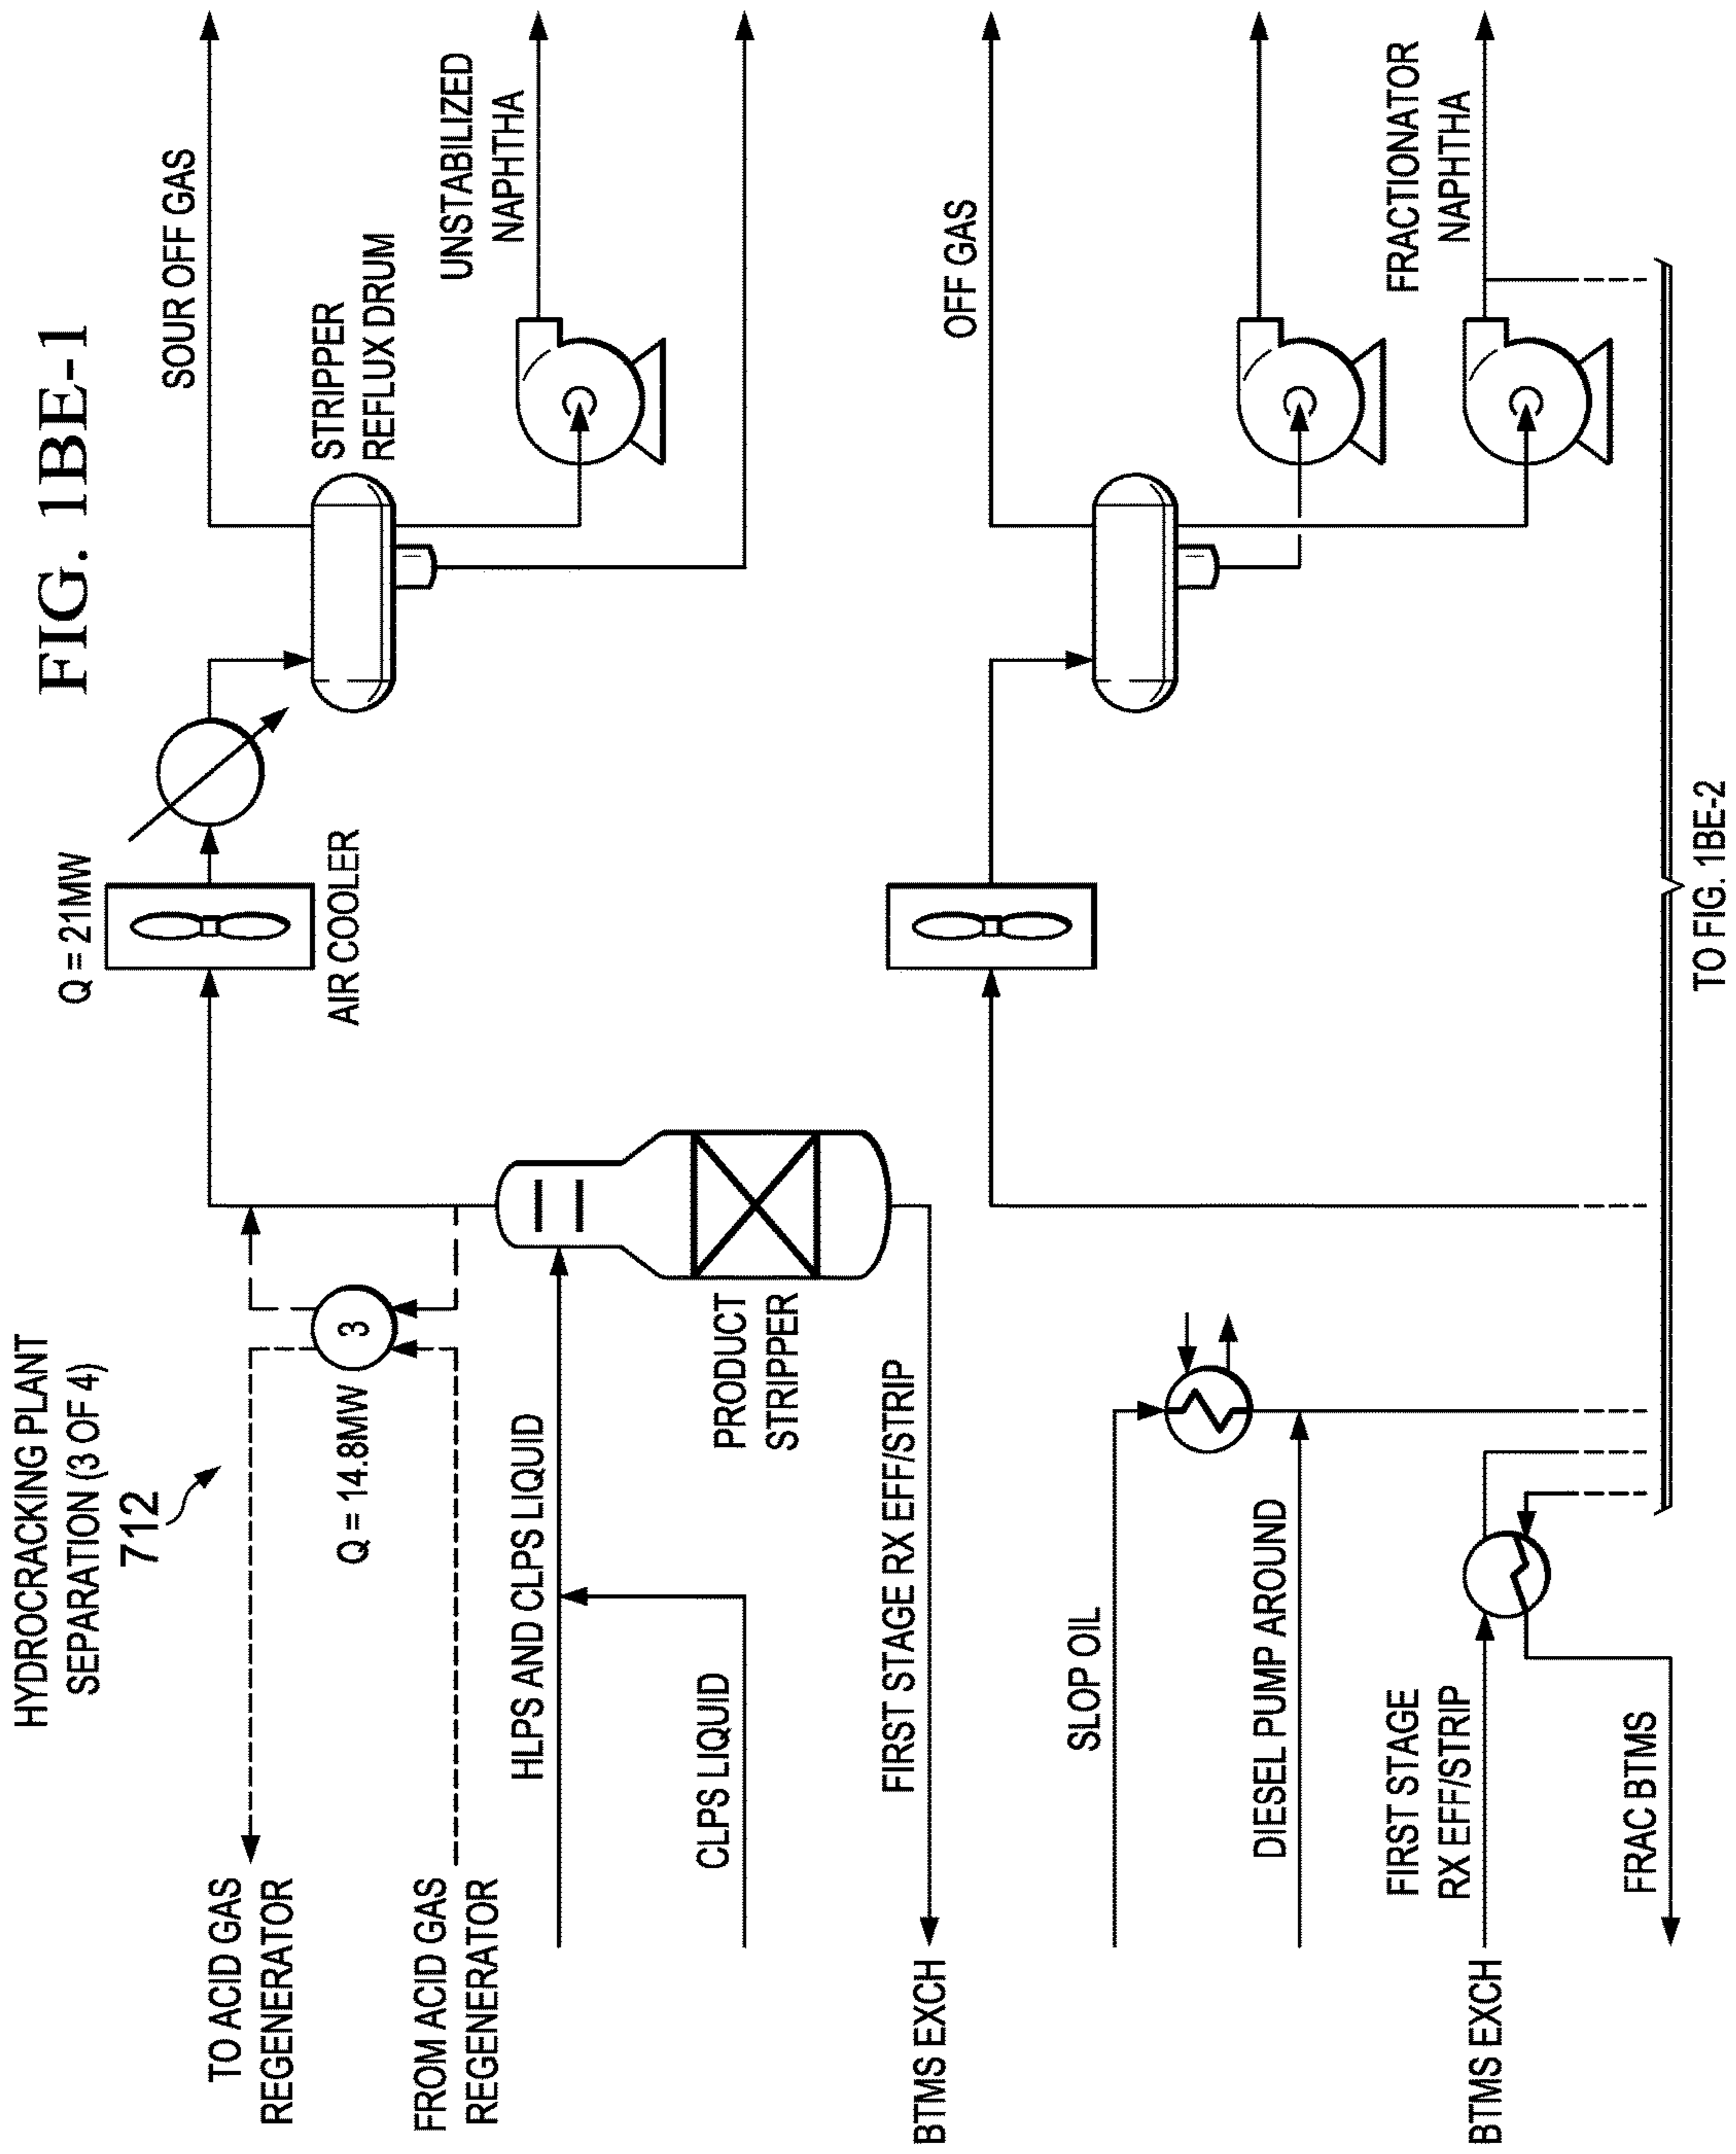 FIG. 1BE-1
HYDROCRACKING PLANT
SEPARATION (3 OF 4)
712
TO ACID GAS
REGENERATOR
FROM ACID GAS
REGENERATOR
Q = 14.8MW
3
Q = 21MW
AIR COOLER
SOUR OFF GAS
STRIPPER
REFLUX DRUM
UNSTABILIZED
NAPHTHA
HLPS AND CLPS LIQUID
CLPS LIQUID
PRODUCT
STRIPPER
FIRST STAGE RX EFF/STRIP
BTMS EXCH
OFF GAS
SLOP OIL
DIESEL PUMP AROUND
FIRST STAGE
RX EFF/STRIP
BTMS EXCH
FRAC BTMS
FRACTIONATOR
NAPHTHA
TO FIG. 1BE-2